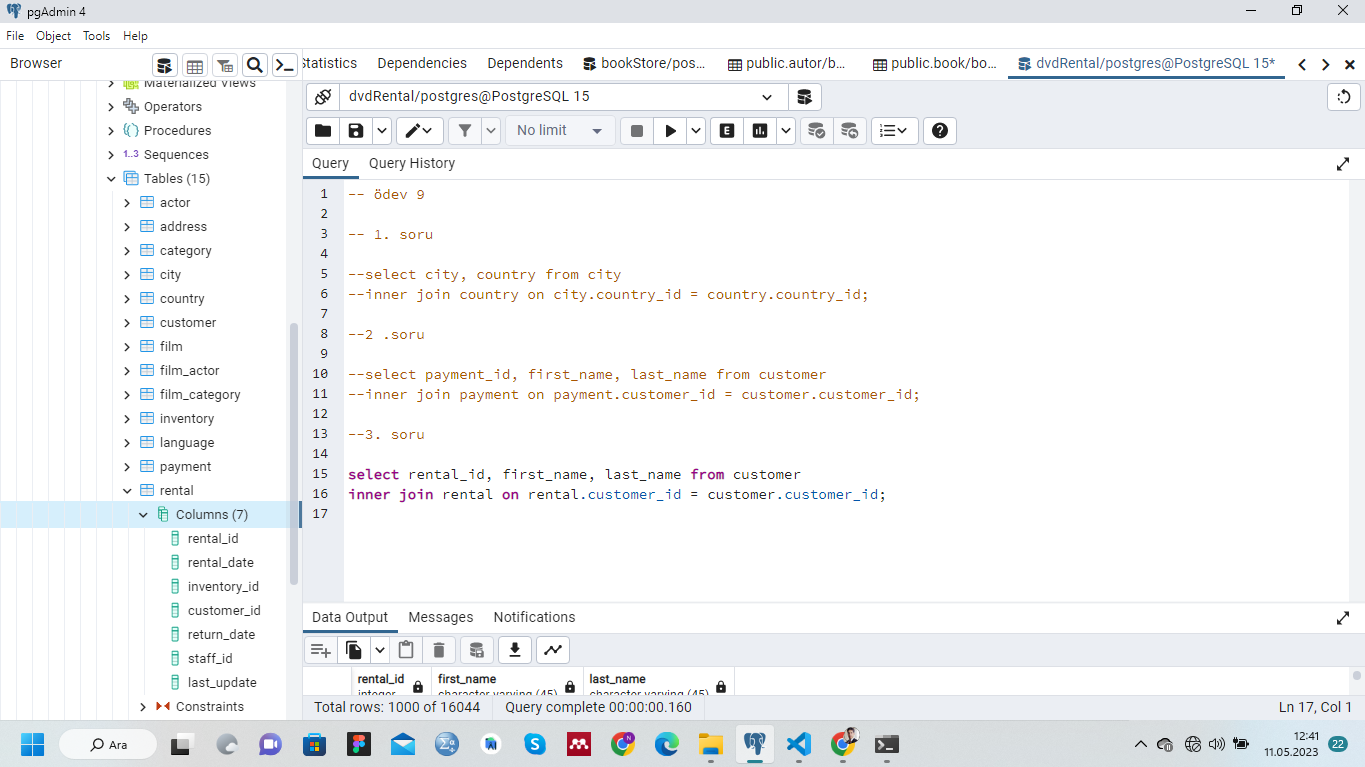 pgAdmin 4
File Object Tools Help
Browser
Statistics Dependencies Dependents bookStore/pos... public.autor/b... public.book/bo... dvdRental/postgres@PostgreSQL 15*
Materialized Views
Operators
Procedures
1..3 Sequences
Tables (15)
actor
address
category
city
country
customer
film
film_actor
film_category
inventory
language
payment
rental
Columns (7)
rental_id
rental_date
inventory_id
customer_id
return_date
staff_id
last_update
Constraints
dvdRental/postgres@PostgreSQL 15
No limit
E
Query Query History
1 -- ödev 9
2
3 -- 1. soru
4
5 --select city, country from city
6 --inner join country on city.country_id = country.country_id;
7
8 --2 .soru
9
10 --select payment_id, first_name, last_name from customer
11 --inner join payment on payment.customer_id = customer.customer_id;
12
13 --3. soru
14
15 select rental_id, first_name, last_name from customer
16 inner join rental on rental.customer_id = customer.customer_id;
17
Data Output Messages Notifications
rental_id first_name last_name
integer character varying (45) character varying (45)
Total rows: 1000 of 16044 Query complete 00:00:00.160 Ln 17, Col 1
Ara
12:41
11.05.2023
22